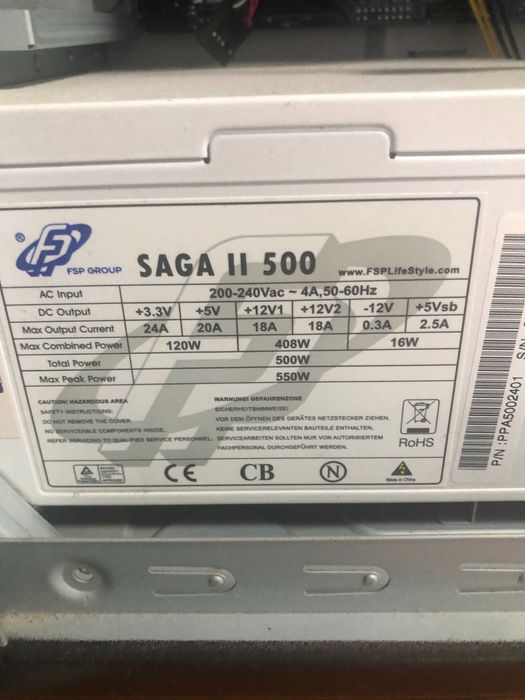 ® FSP GROUP SAGA II 500 www.FSPLifeStyle.com
AC Input 200-240Vac ~ 4A,50-60Hz
DC Output +3.3V +5V +12V1 +12V2 -12V +5Vsb
Max Output Current 24A 20A 18A 18A 0.3A 2.5A
Max Combined Power 120W 408W 16W
Total Power 500W
Max Peak Power 550W
CAUTION! HAZARDOUS AREA
SAFETY INSTRUCTIONS:
DO NOT REMOVE THE COVER
NO SERVICEABLE COMPONENTS INSIDE.
REFER SERVICING TO QUALIFIED SERVICE PERSONNEL.
WARNUNG! GEFAHRENZONE
SICHERHEITSHINWEISE:
VOR DEM ÖFFNEN DES GERÄTES NETZSTECKER ZIEHEN.
KEINE SERVICERELEVANTEN BAUTEILE ENTHALTEN.
SERVICEARBEITEN SOLLTEN NUR VON AUTORISIERTEM
FACHPERSONAL DURCHGEFÜHRT WERDEN.
RoHS
CE CB N
Made in China
P/N :PPA5002401
S/N